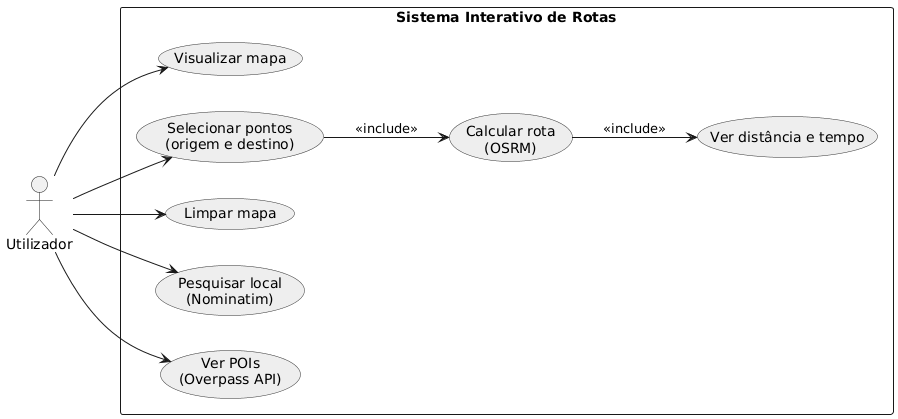 Sistema Interativo de Rotas
Visualizar mapa
Selecionar pontos
(origem e destino)
«include»
Calcular rota
(OSRM)
«include»
Ver distância e tempo
Limpar mapa
Utilizador
Pesquisar local
(Nominatim)
Ver POIs
(Overpass API)